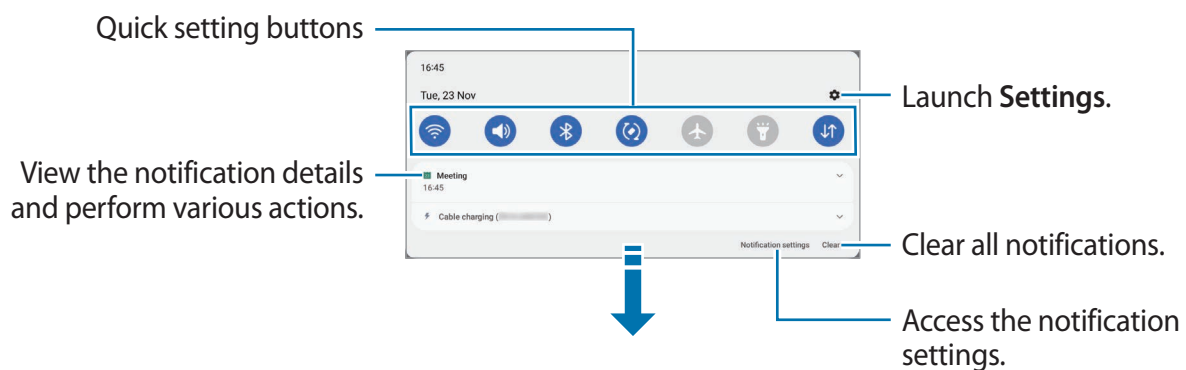 Quick setting buttons
16:45
Tue, 23 Nov
Launch Settings.
View the notification details
and perform various actions.
Meeting
16:45
Cable charging ( )
Notification settings Clear
Clear all notifications.
Access the notification
settings.